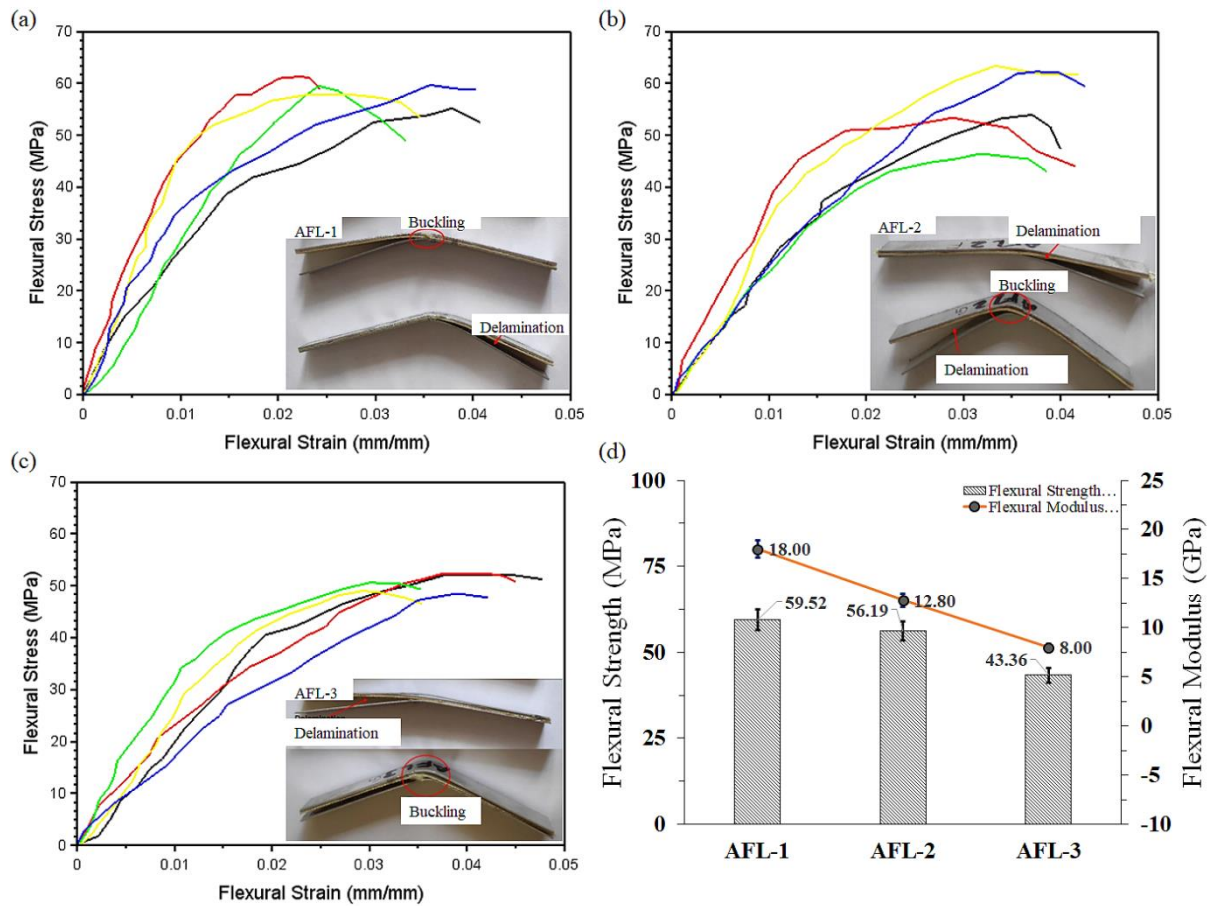 (a)
70
60
50
40
30
20
10
0
Flexural Stress (MPa)
AFL-1
Buckling
Delamination
0
0.01
0.02
0.03
0.04
0.05
Flexural Strain (mm/mm)
(b)
70
60
50
40
30
20
10
0
Flexural Stress (MPa)
AFL-2
Delamination
Buckling
Delamination
0
0.01
0.02
0.03
0.04
0.05
Flexural Strain (mm/mm)
(c)
70
60
50
40
30
20
10
0
Flexural Stress (MPa)
AFL-3
Delamination
Buckling
0
0.01
0.02
0.03
0.04
0.05
Flexural Strain (mm/mm)
(d)
100
75
50
25
0
Flexural Strength (MPa)
Flexural Strength...
Flexural Modulus...
18.00
12.80
8.00
59.52
56.19
43.36
25
20
15
10
5
0
-5
-10
Flexural Modulus (GPa)
AFL-1
AFL-2
AFL-3